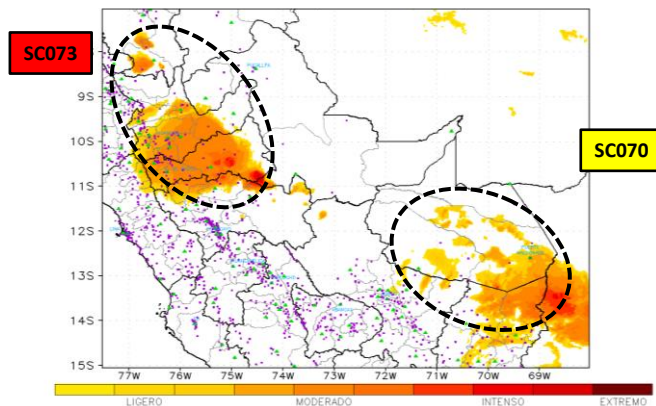 SC073
SC070
9S
10S
11S
12S
13S
14S
15S
77W
76W
75W
74W
73W
72W
71W
70W
69W
LIGERO
MODERADO
INTENSO
EXTREMO